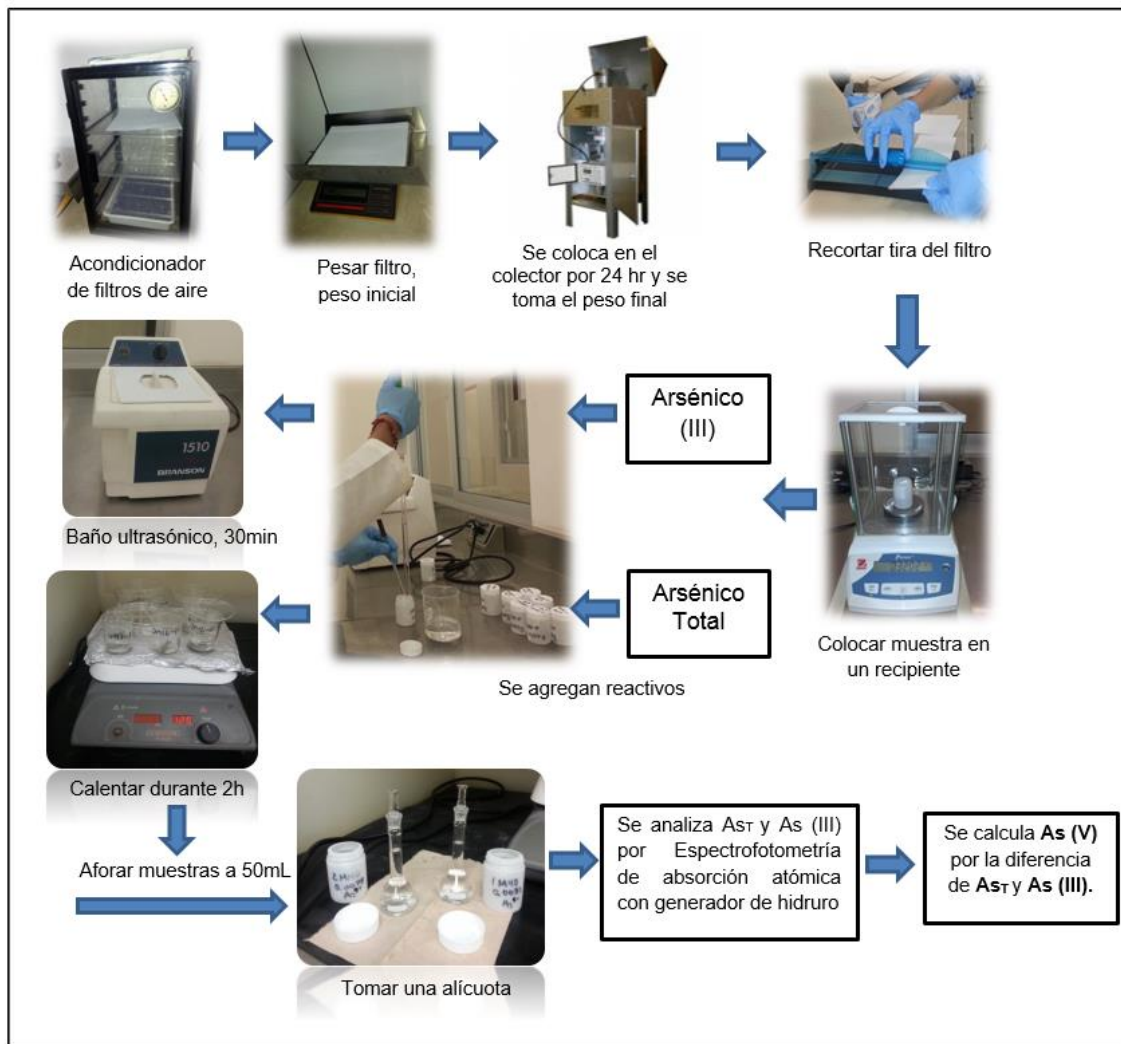 Acondicionador
de filtros de aire
Pesar filtro,
peso inicial
Se coloca en el
colector por 24 hr y se
toma el peso final
Recortar tira del filtro
Arsénico
(III)
1510
BRANSON
Baño ultrasónico, 30min
Arsénico
Total
Colocar muestra en
un recipiente
Se agregan reactivos
Calentar durante 2h
Aforar muestras a 50mL
Tomar una alícuota
Se analiza AsT y As (III)
por Espectrofotometría
de absorción atómica
con generador de hidruro
Se calcula As (V)
por la diferencia
de AsT y As (III).